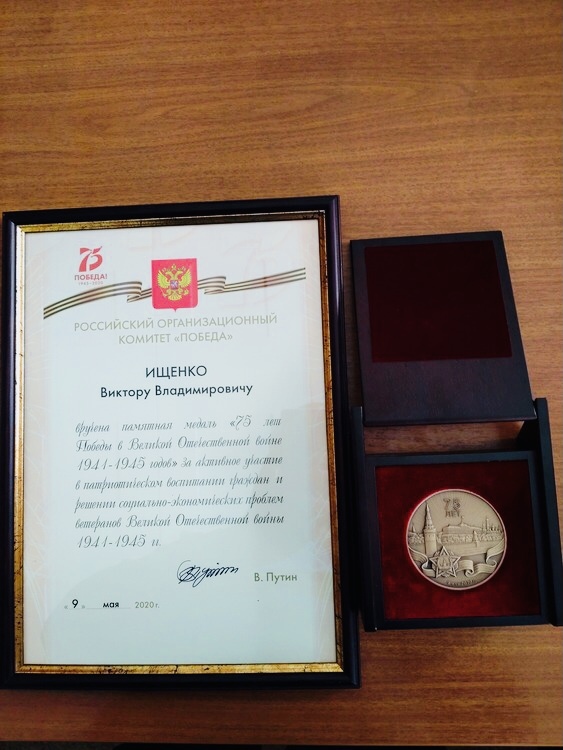 75
ПОБЕДА!
1945-2020
РОССИЙСКИЙ ОРГАНИЗАЦИОННЫЙ
КОМИТЕТ «ПОБЕДА»
ИЩЕНКО
Виктору Владимировичу
вручена памятная медаль «75 лет
Победы в Великой Отечественной войне
1941-1945 годов» за активное участие
в патриотическом воспитании граждан и
решении социально-экономических проблем
ветеранов Великой Отечественной войны
1941-1945 гг.
В. Путин
« 9 » мая 2020 г.
75
ЛЕТ